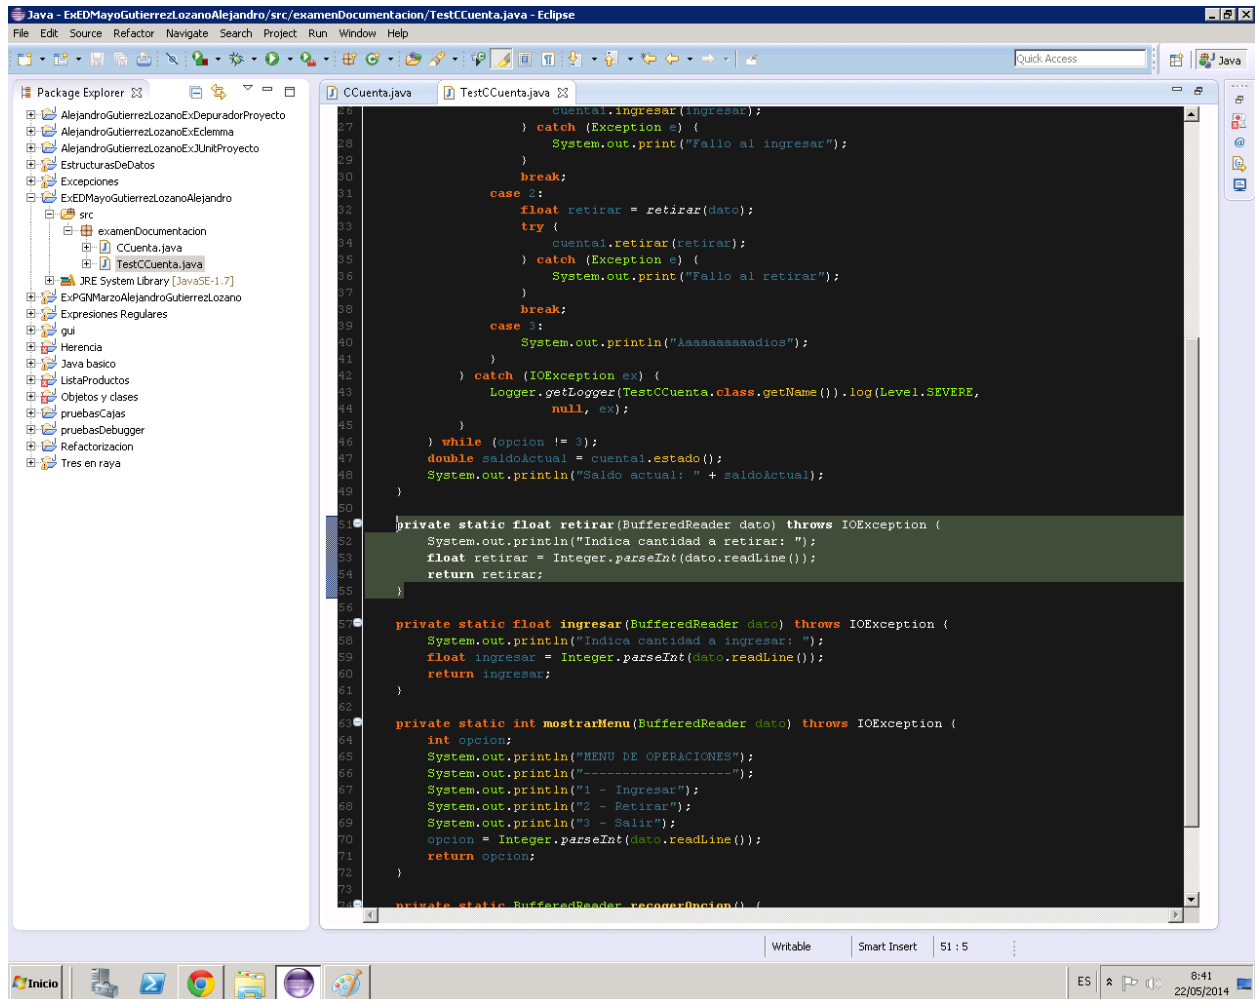 Java - ExEDMayoGutierrezLozanoAlejandro/src/examenDocumentacion/TestCCuenta.java - Eclipse
File Edit Source Refactor Navigate Search Project Run Window Help
Quick Access
Java
Package Explorer
AlejandroGutierrezLozanoExDepuradorProyecto
AlejandroGutierrezLozanoExEclemma
AlejandroGutierrezLozanoExJUnitProyecto
EstructurasDeDatos
Excepciones
ExEDMayoGutierrezLozanoAlejandro
src
examenDocumentacion
CCuenta.java
TestCCuenta.java
JRE System Library [JavaSE-1.7]
ExPGNMarzoAlejandroGutierrezLozano
Expresiones Regulares
gui
Herencia
Java basico
ListaProductos
Objetos y clases
pruebasCajas
pruebasDebugger
Refactorizacion
Tres en raya
CCuenta.java TestCCuenta.java
26 cuenta1.ingresar(ingresar);
27 } catch (Exception e) {
28 System.out.print("Fallo al ingresar");
29 }
30 break;
31 case 2:
32 float retirar = retirar(dato);
33 try {
34 cuenta1.retirar(retirar);
35 } catch (Exception e) {
36 System.out.print("Fallo al retirar");
37 }
38 break;
39 case 3:
40 System.out.println("Aaaaaaaaaadios");
41 }
42 } catch (IOException ex) {
43 Logger.getLogger(TestCCuenta.class.getName()).log(Level.SEVERE,
44 null, ex);
45 }
46 } while (opcion != 3);
47 double saldoActual = cuenta1.estado();
48 System.out.println("Saldo actual: " + saldoActual);
49 }
50
51 private static float retirar(BufferedReader dato) throws IOException {
52 System.out.println("Indica cantidad a retirar: ");
53 float retirar = Integer.parseInt(dato.readLine());
54 return retirar;
55 }
56
57 private static float ingresar(BufferedReader dato) throws IOException {
58 System.out.println("Indica cantidad a ingresar: ");
59 float ingresar = Integer.parseInt(dato.readLine());
60 return ingresar;
61 }
62
63 private static int mostrarMenu(BufferedReader dato) throws IOException {
64 int opcion;
65 System.out.println("MENU DE OPERACIONES");
66 System.out.println("-------------------");
67 System.out.println("1 - Ingresar");
68 System.out.println("2 - Retirar");
69 System.out.println("3 - Salir");
70 opcion = Integer.parseInt(dato.readLine());
71 return opcion;
72 }
73
74 private static BufferedReader recogerOpcion() {
Writable Smart Insert 51 : 5
Inicio
ES
8:41
22/05/2014